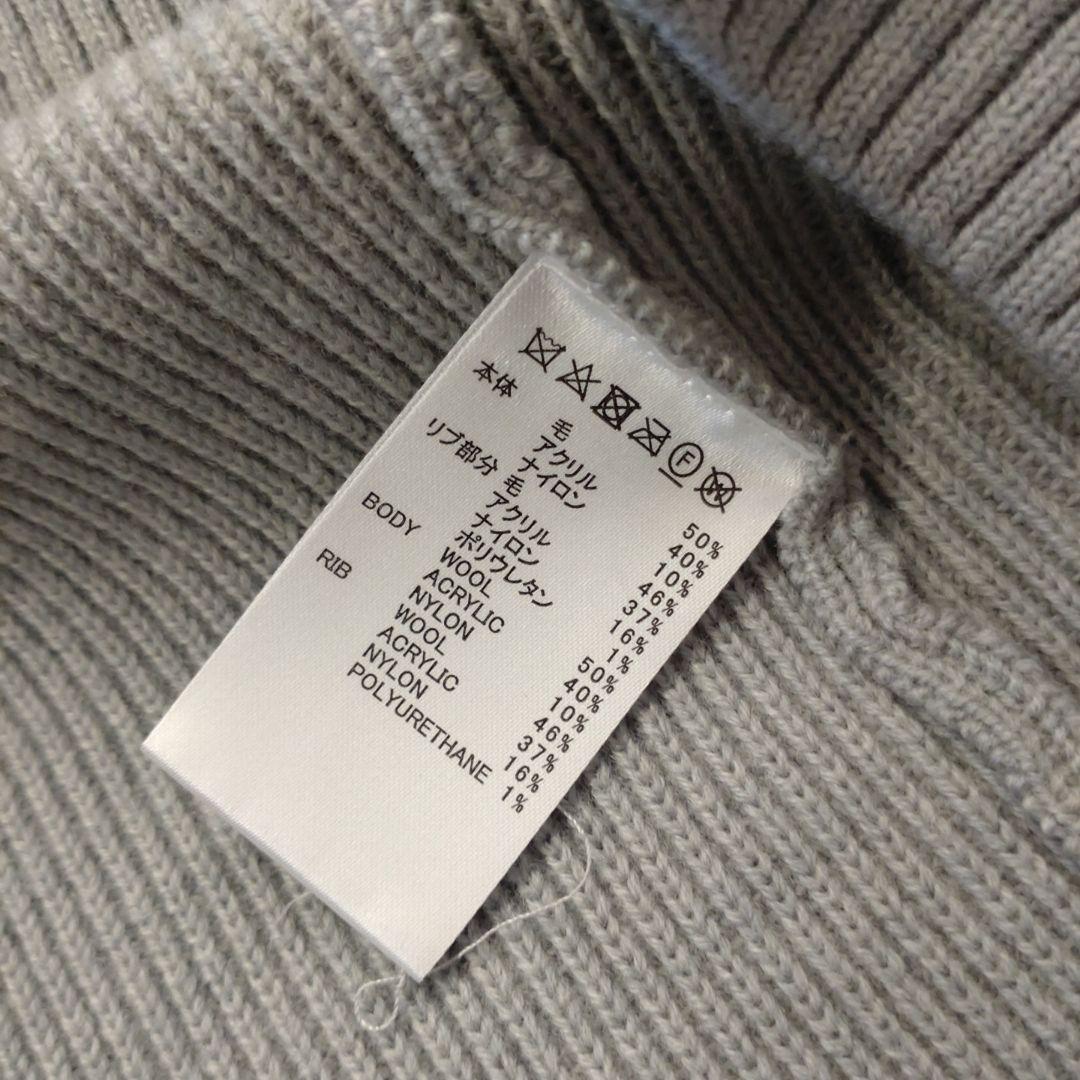 F W
本体 毛 50%
アクリル 40%
ナイロン 10%
リブ部分 毛 46%
アクリル 37%
ナイロン 16%
ポリウレタン 1%
BODY WOOL 50%
ACRYLIC 40%
NYLON 10%
RIB WOOL 46%
ACRYLIC 37%
NYLON 16%
POLYURETHANE 1%